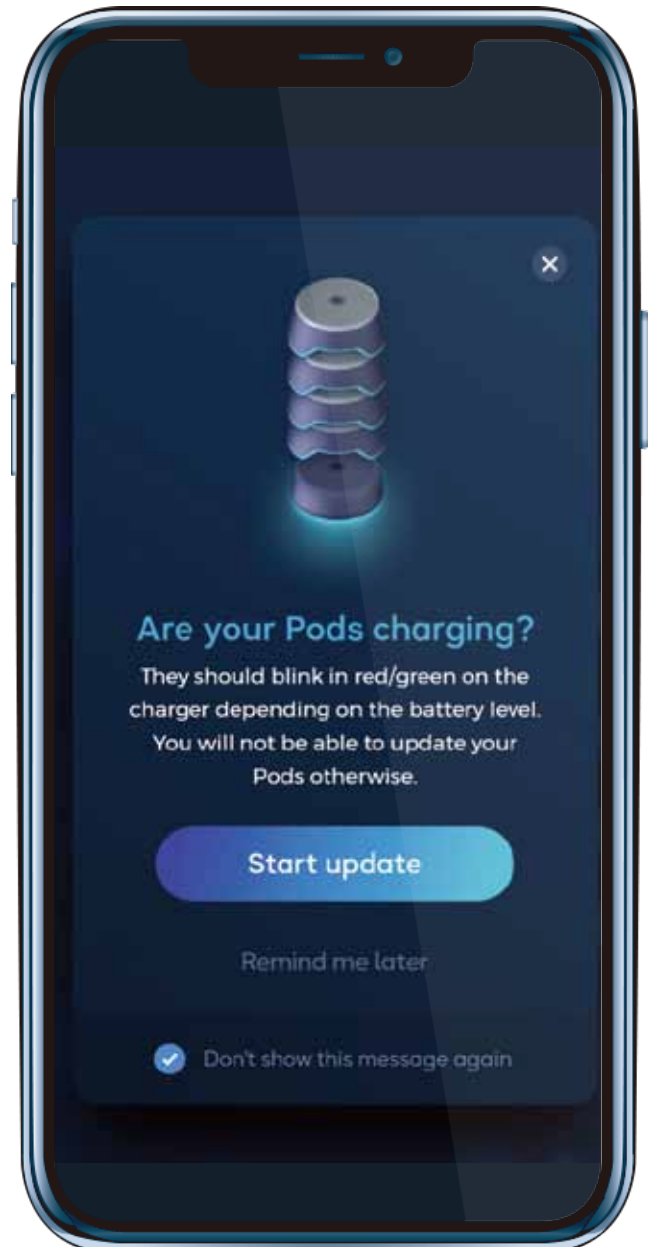 Are your Pods charging?
They should blink in red/green on the
charger depending on the battery level.
You will not be able to update your
Pods otherwise.
Start update
Remind me later
Don't show this message again